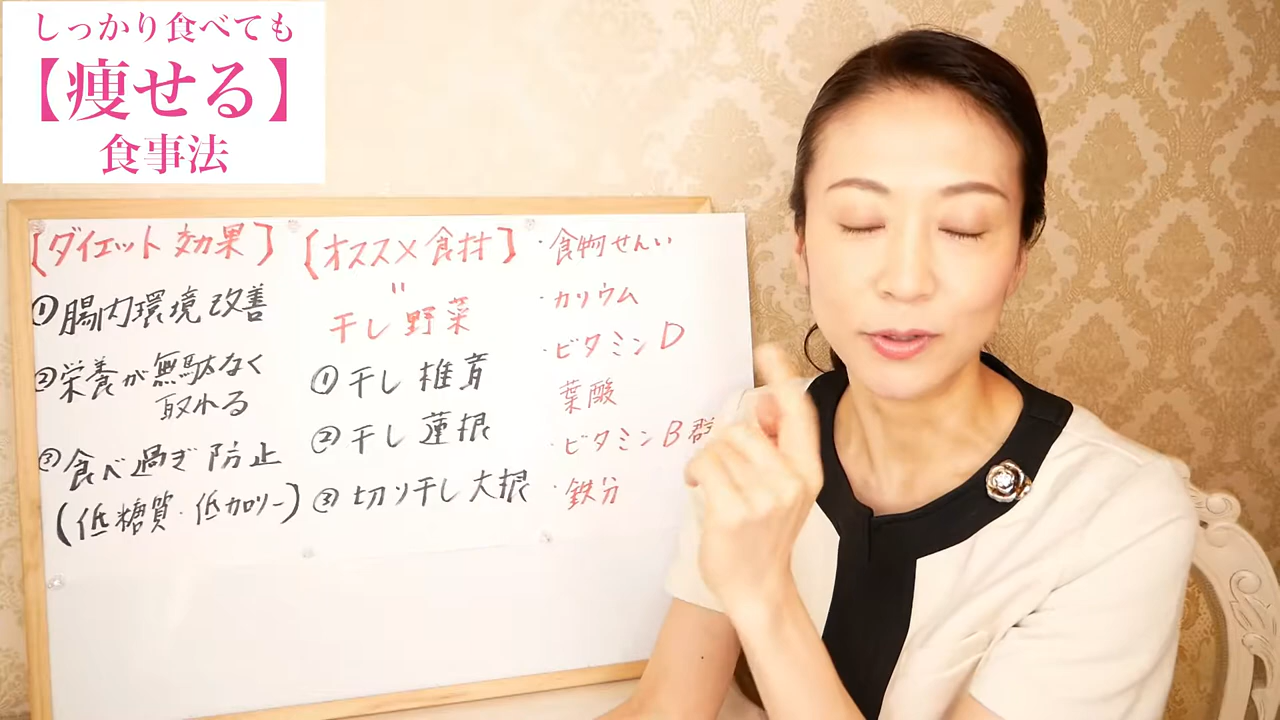 しっかり食べても
【痩せる】
食事法
[ダイエット効果]
①腸内環境改善
②栄養が無駄なく
取れる
③食べ過ぎ防止
(低糖質・低カロリー)
[オススメ食材]
"
干し野菜
①干し椎茸
②干し蓮根
③切り干し大根
・食物せんい
・カリウム
・ビタミンD
葉酸
・ビタミンB群
・鉄分